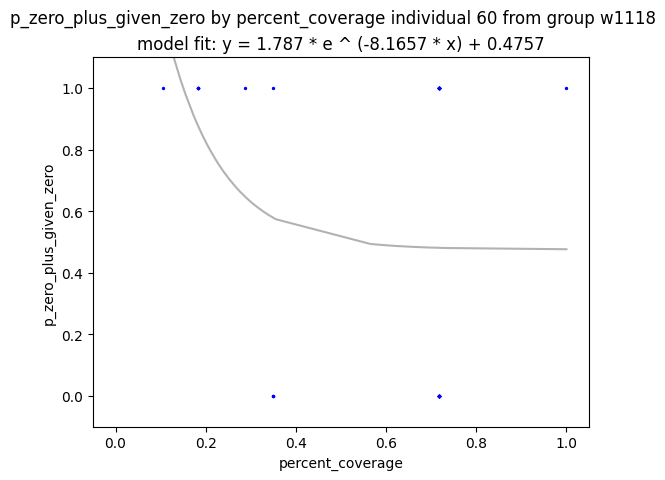 p_zero_plus_given_zero by percent_coverage individual 60 from group w1118
model fit: y = 1.787 * e ^ (-8.1657 * x) + 0.4757
1.0
0.8
0.6
0.4
0.2
0.0
p_zero_plus_given_zero
0.0 0.2 0.4 0.6 0.8 1.0
percent_coverage